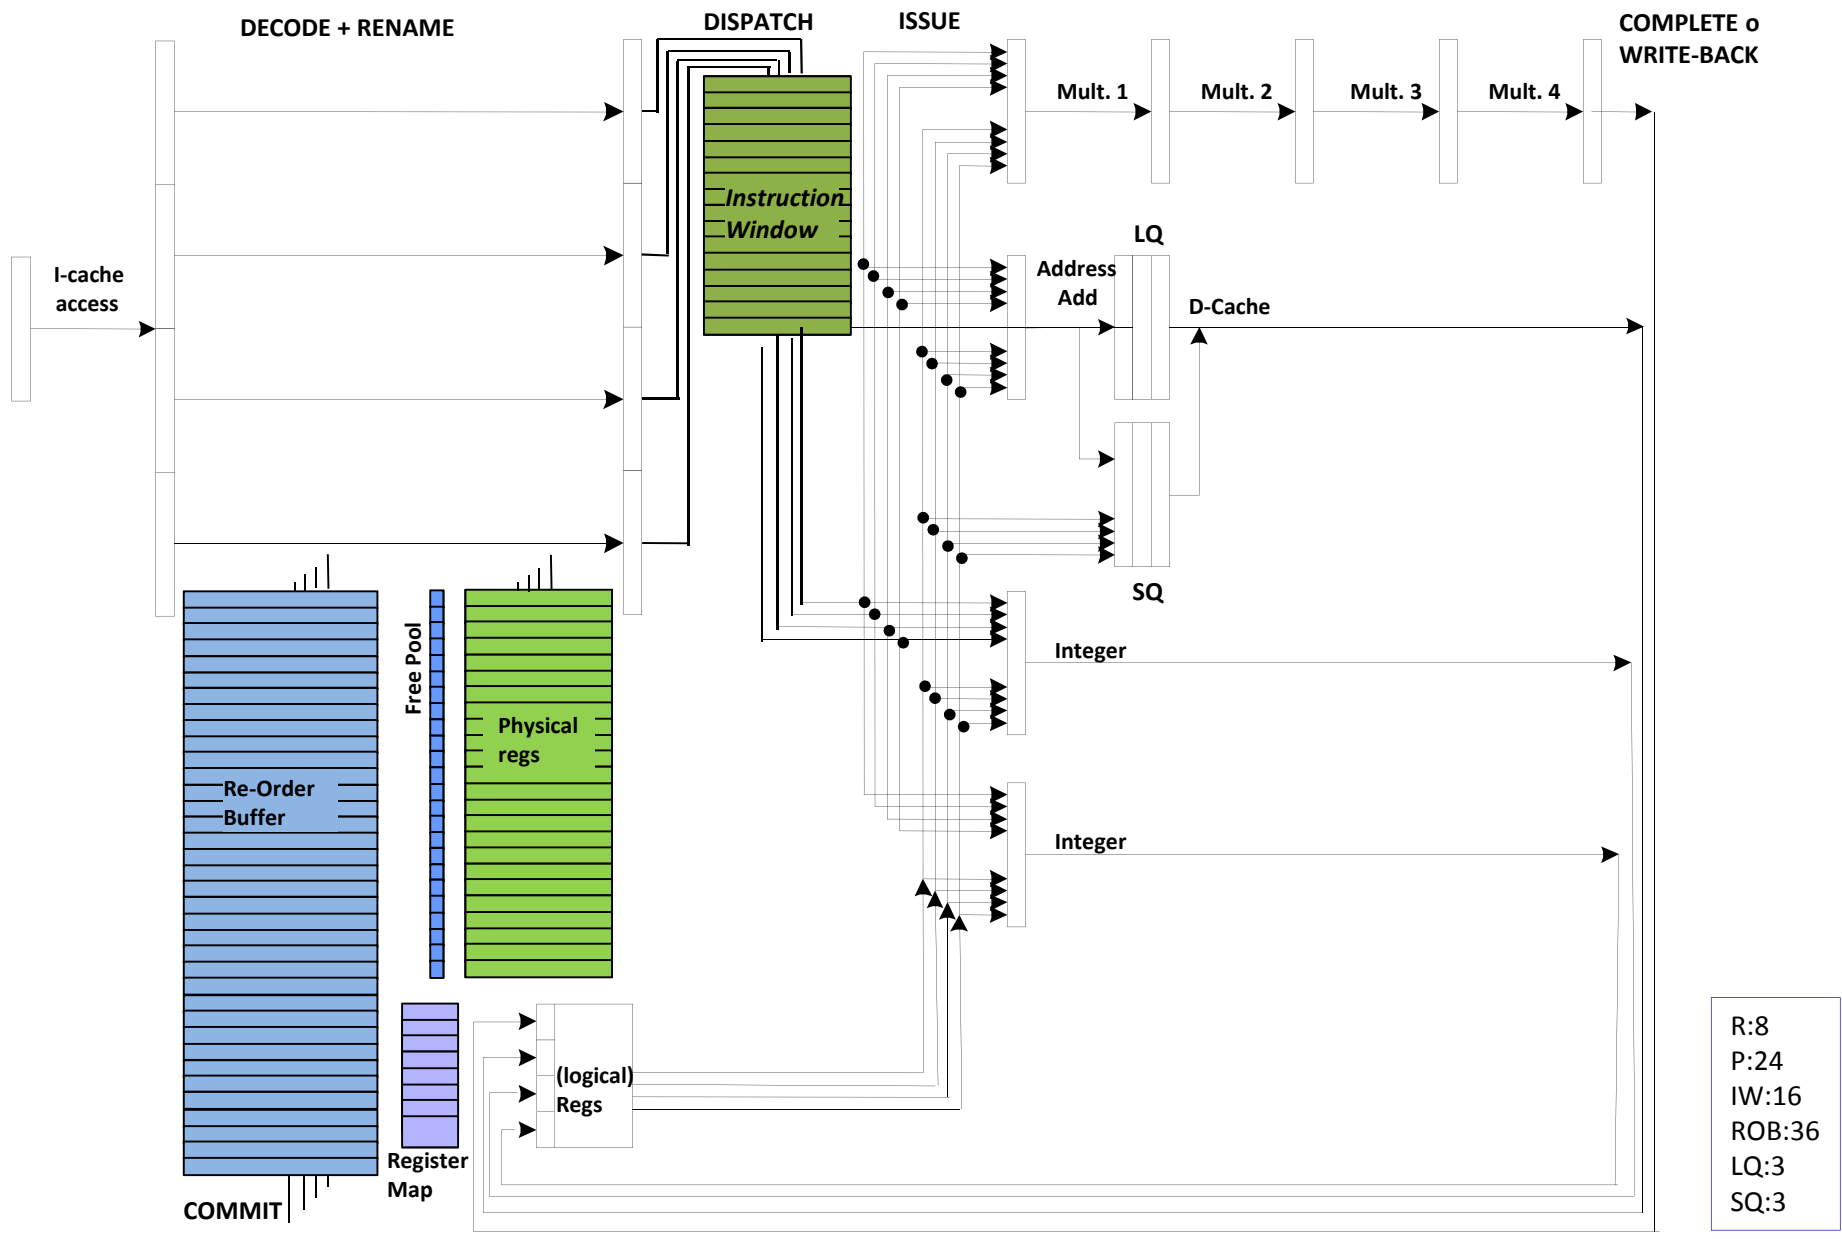 DECODE + RENAME
DISPATCH
ISSUE
COMPLETE o
WRITE-BACK
Mult. 1
Mult. 2
Mult. 3
Mult. 4
Instruction
Window
I-cache
access
LQ
Address
Add
D-Cache
SQ
Free Pool
Integer
Physical
regs
Re-Order
Buffer
Integer
(logical)
Regs
Register
Map
COMMIT
R:8
P:24
IW:16
ROB:36
LQ:3
SQ:3